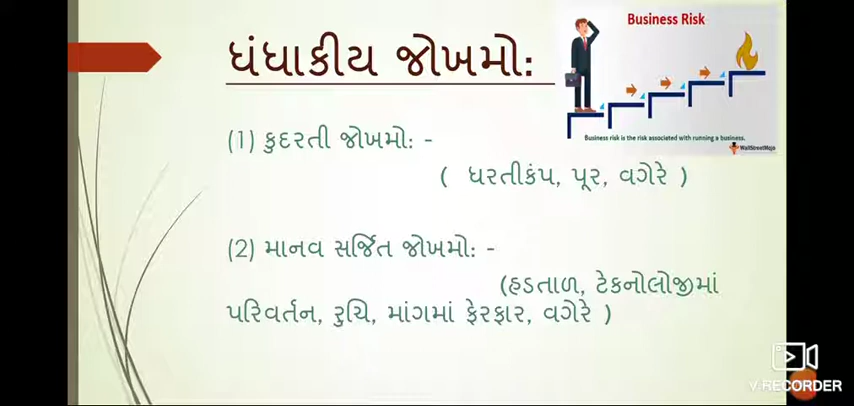 Business Risk
ધંધાકીય જોખમો:
Business risk is the risk associated with running a business.
WallStreetMojo
(1) કુદરતી જોખમો: -
( ધરતીકંપ, પૂર, વગેરે )
(2) માનવ સર્જિત જોખમો: -
(હડતાળ, ટેકનોલોજીમાં
પરિવર્તન, રુચિ, માંગમાં ફેરફાર, વગેરે )
V.RECORDER